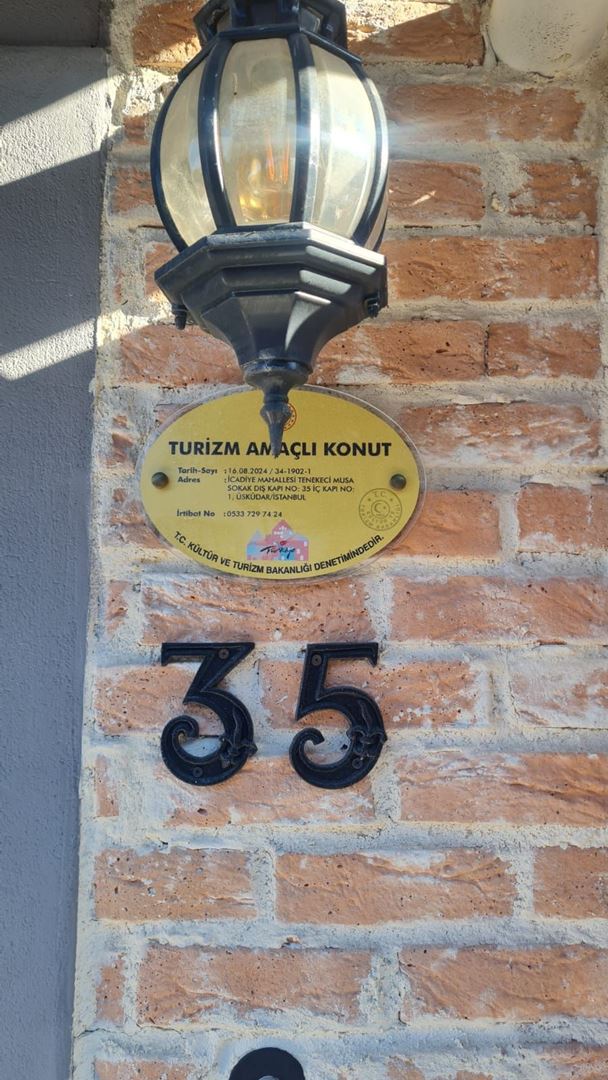 TURİZM AMAÇLI KONUT
Tarih-Sayı : 16.08.2024 / 34-1902-1
Adres : İCADİYE MAHALLESİ TENEKECİ MUSA
SOKAK DIŞ KAPI NO: 35 İÇ KAPI NO:
1, ÜSKÜDAR/İSTANBUL
İrtibat No : 0533 729 74 24
Türkiye
T.C. KÜLTÜR VE TURİZM BAKANLIĞI DENETİMİNDEDİR.
35